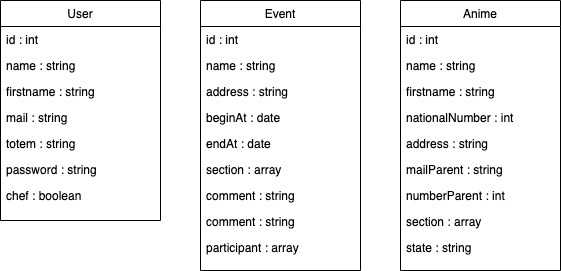 User
id : int
name : string
firstname : string
mail : string
totem : string
password : string
chef : boolean
Event
id : int
name : string
address : string
beginAt : date
endAt : date
section : array
comment : string
comment : string
participant : array
Anime
id : int
name : string
firstname : string
nationalNumber : int
address : string
mailParent : string
numberParent : int
section : array
state : string